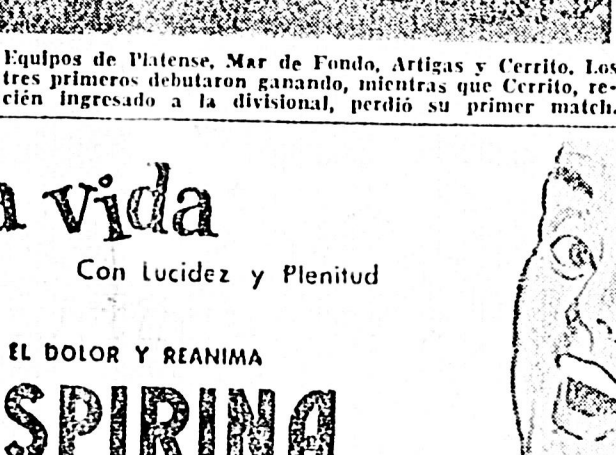 Equipos de Platense, Mar de Fondo, Artigas y Cerrito. Los
tres primeros debutaron ganando, mientras que Cerrito, re-
cién ingresado a la divisional, perdió su primer match.
a vida
Con Lucidez y Plenitud
EL DOLOR Y REANIMA
SPIRINA